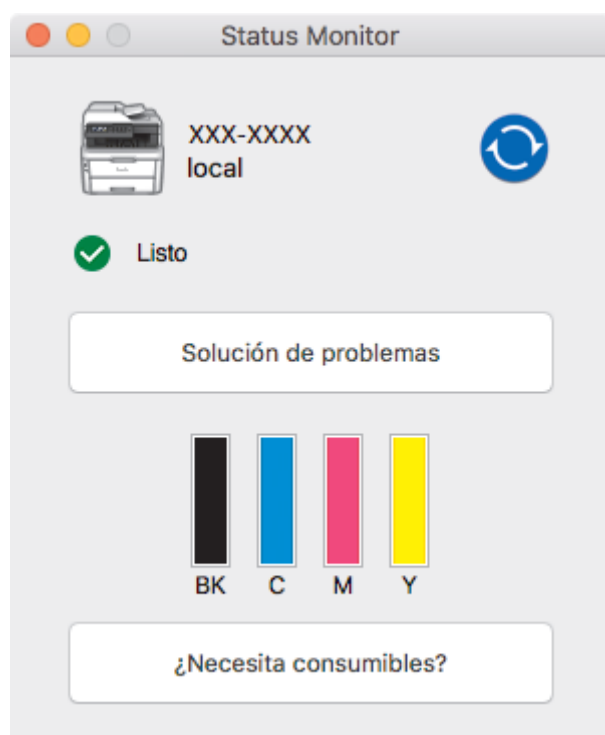 Status Monitor
XXX-XXXX
local
Listo
Solución de problemas
BK C M Y
¿Necesita consumibles?